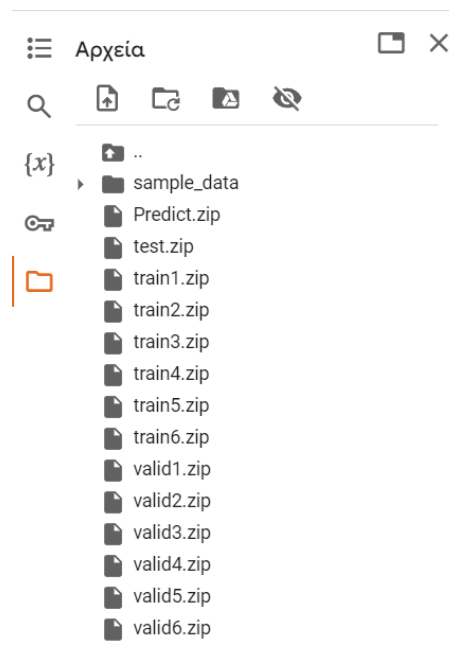 Αρχεία
{x}
..
sample_data
Predict.zip
test.zip
train1.zip
train2.zip
train3.zip
train4.zip
train5.zip
train6.zip
valid1.zip
valid2.zip
valid3.zip
valid4.zip
valid5.zip
valid6.zip